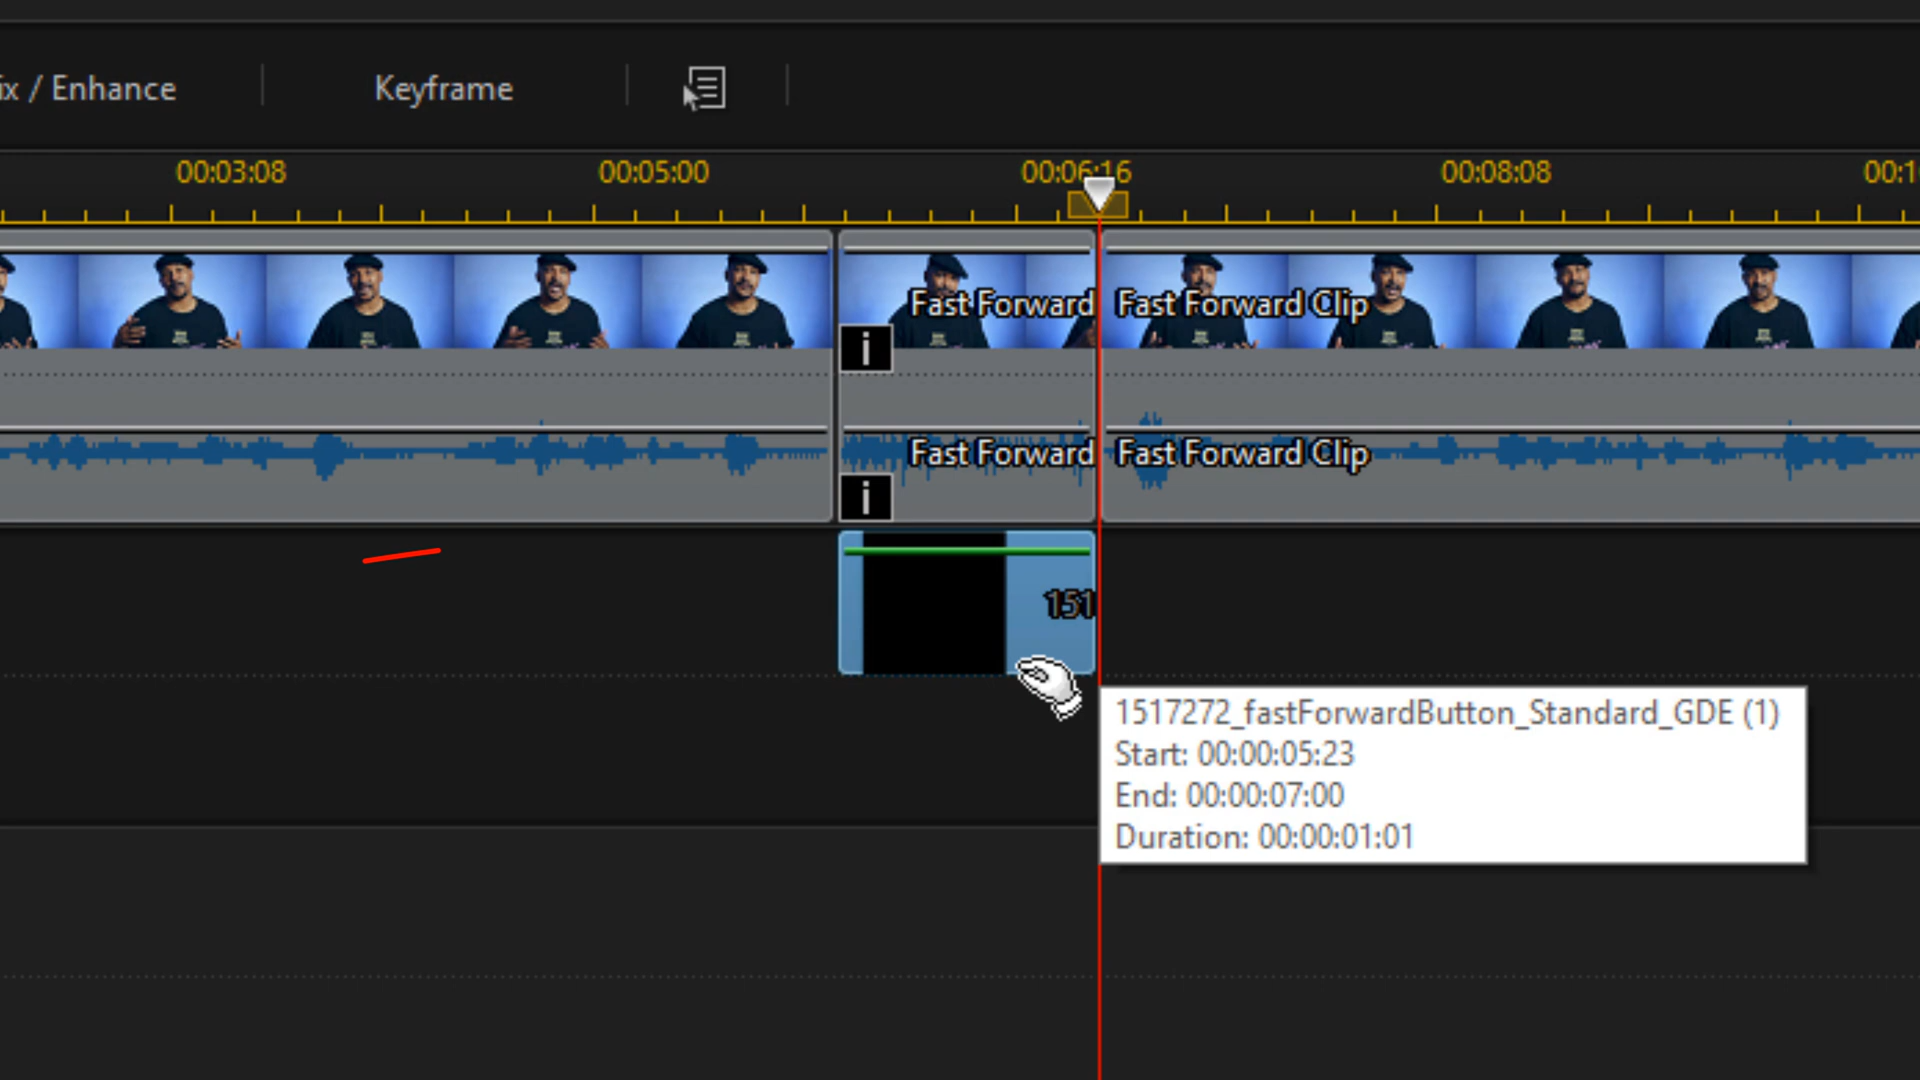 ix / Enhance
Keyframe
00:03:08
00:05:00
00:06:16
00:08:08
00:1
Fast Forward
Fast Forward Clip
i
Fast Forward
Fast Forward Clip
i
151
1517272_fastForwardButton_Standard_GDE (1)
Start: 00:00:05:23
End: 00:00:07:00
Duration: 00:00:01:01